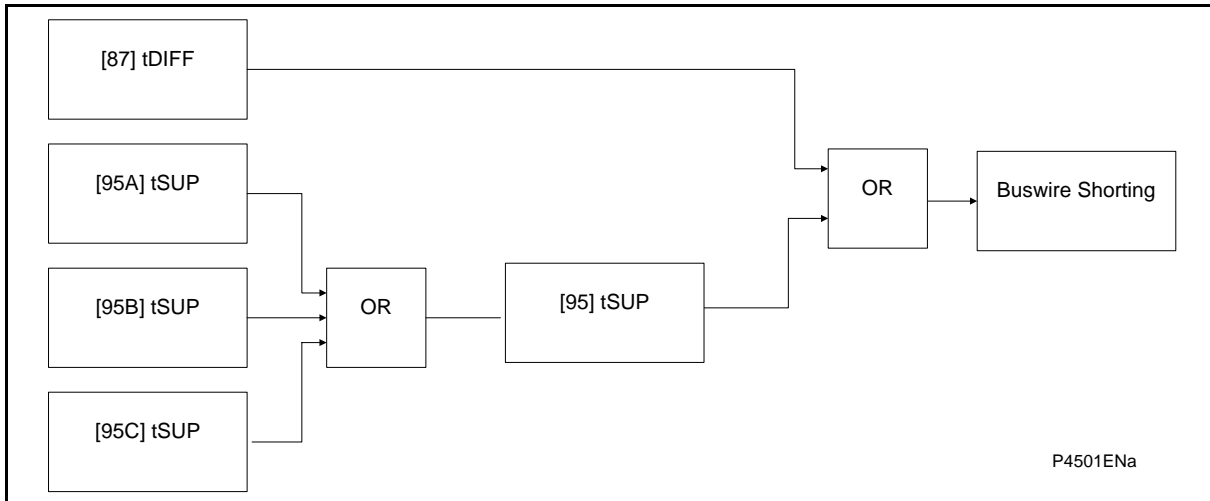 [87] tDIFF
[95A] tSUP
OR
Buswire Shorting
[95B] tSUP
OR
[95] tSUP
[95C] tSUP
P4501ENa